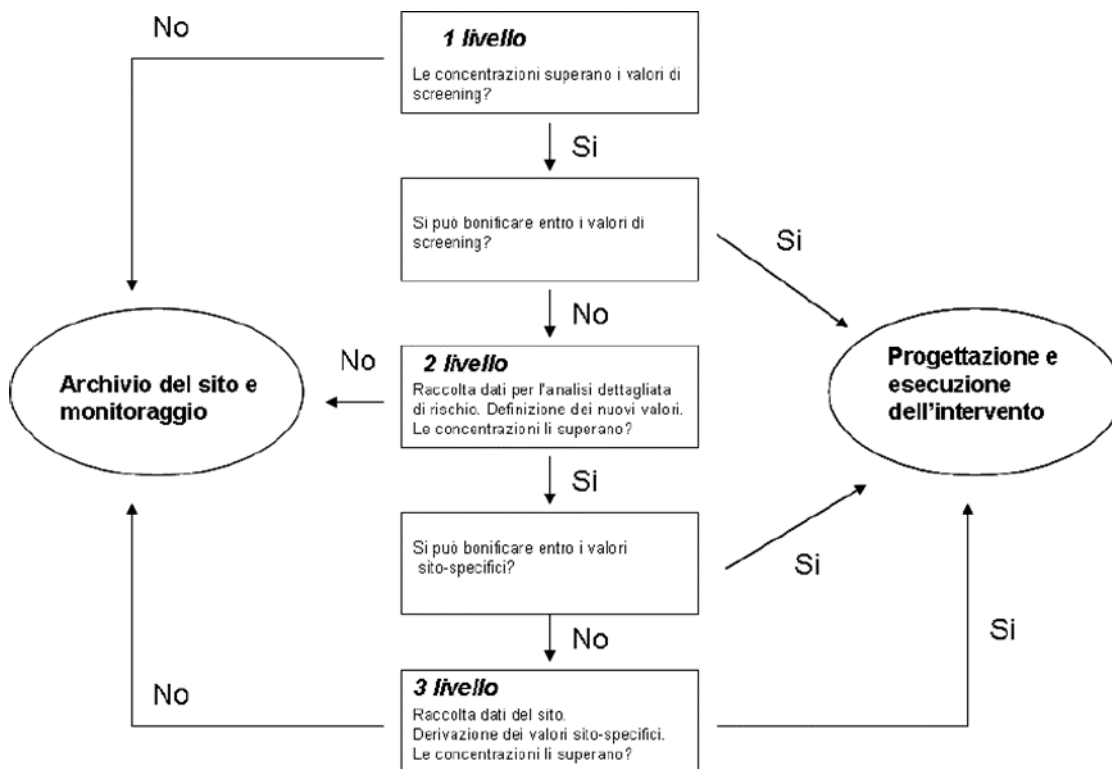 No
1 livello
Le concentrazioni superano i valori di
screening?
Si
Si può bonificare entro i valori di
screening?
Si
No
Archivio del sito e
monitoraggio
No
2 livello
Raccolta dati per l'analisi dettagliata
di rischio. Definizione dei nuovi valori.
Le concentrazioni li superano?
Progettazione e
esecuzione
dell'intervento
Si
Si può bonificare entro i valori
sito-specifici?
Si
No
Si
No
3 livello
Raccolta dati del sito.
Derivazione dei valori sito-specifici.
Le concentrazioni li superano?